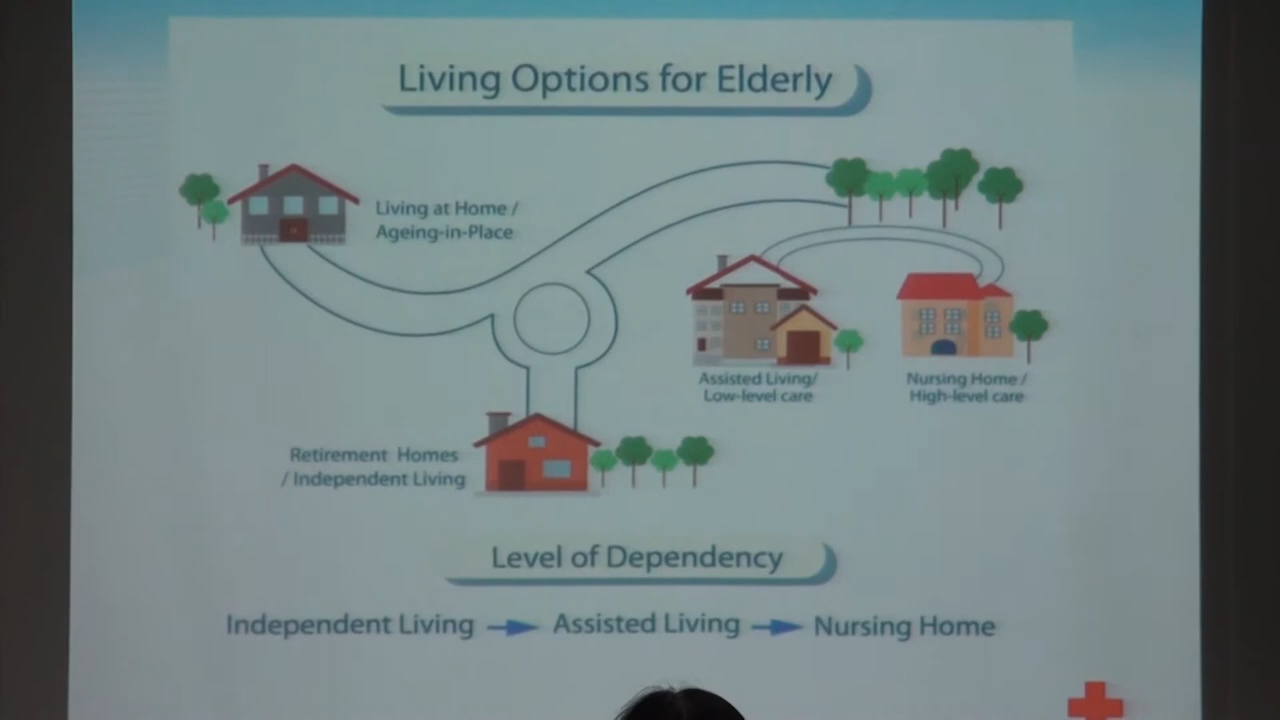 Living Options for Elderly
Living at Home /
Ageing-in-Place
Assisted Living/
Low-level care
Nursing Home /
High-level care
Retirement Homes
/ Independent Living
Level of Dependency
Independent Living Assisted Living Nursing Home